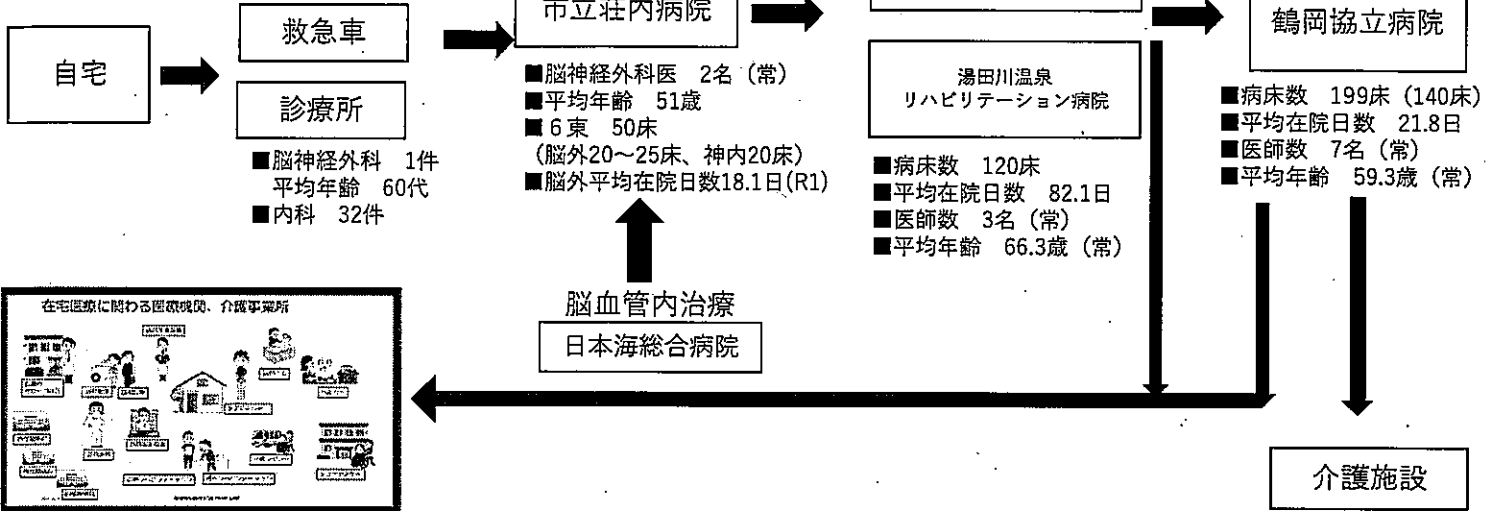 自宅
救急車
診療所
■脳神経外科 1件
平均年齢 60代
■内科 32件
市立荘内病院
■脳神経外科医 2名（常）
■平均年齢 51歳
■６東 50床
（脳外20～25床、神内20床）
■脳外平均在院日数18.1日(R1)
脳血管内治療
日本海総合病院
湯田川温泉
リハビリテーション病院
■病床数 120床
■平均在院日数 82.1日
■医師数 3名（常）
■平均年齢 66.3歳（常）
鶴岡協立病院
■病床数 199床（140床）
■平均在院日数 21.8日
■医師数 7名（常）
■平均年齢 59.3歳（常）
介護施設
在宅医療に関わる医療機関、介護事業所